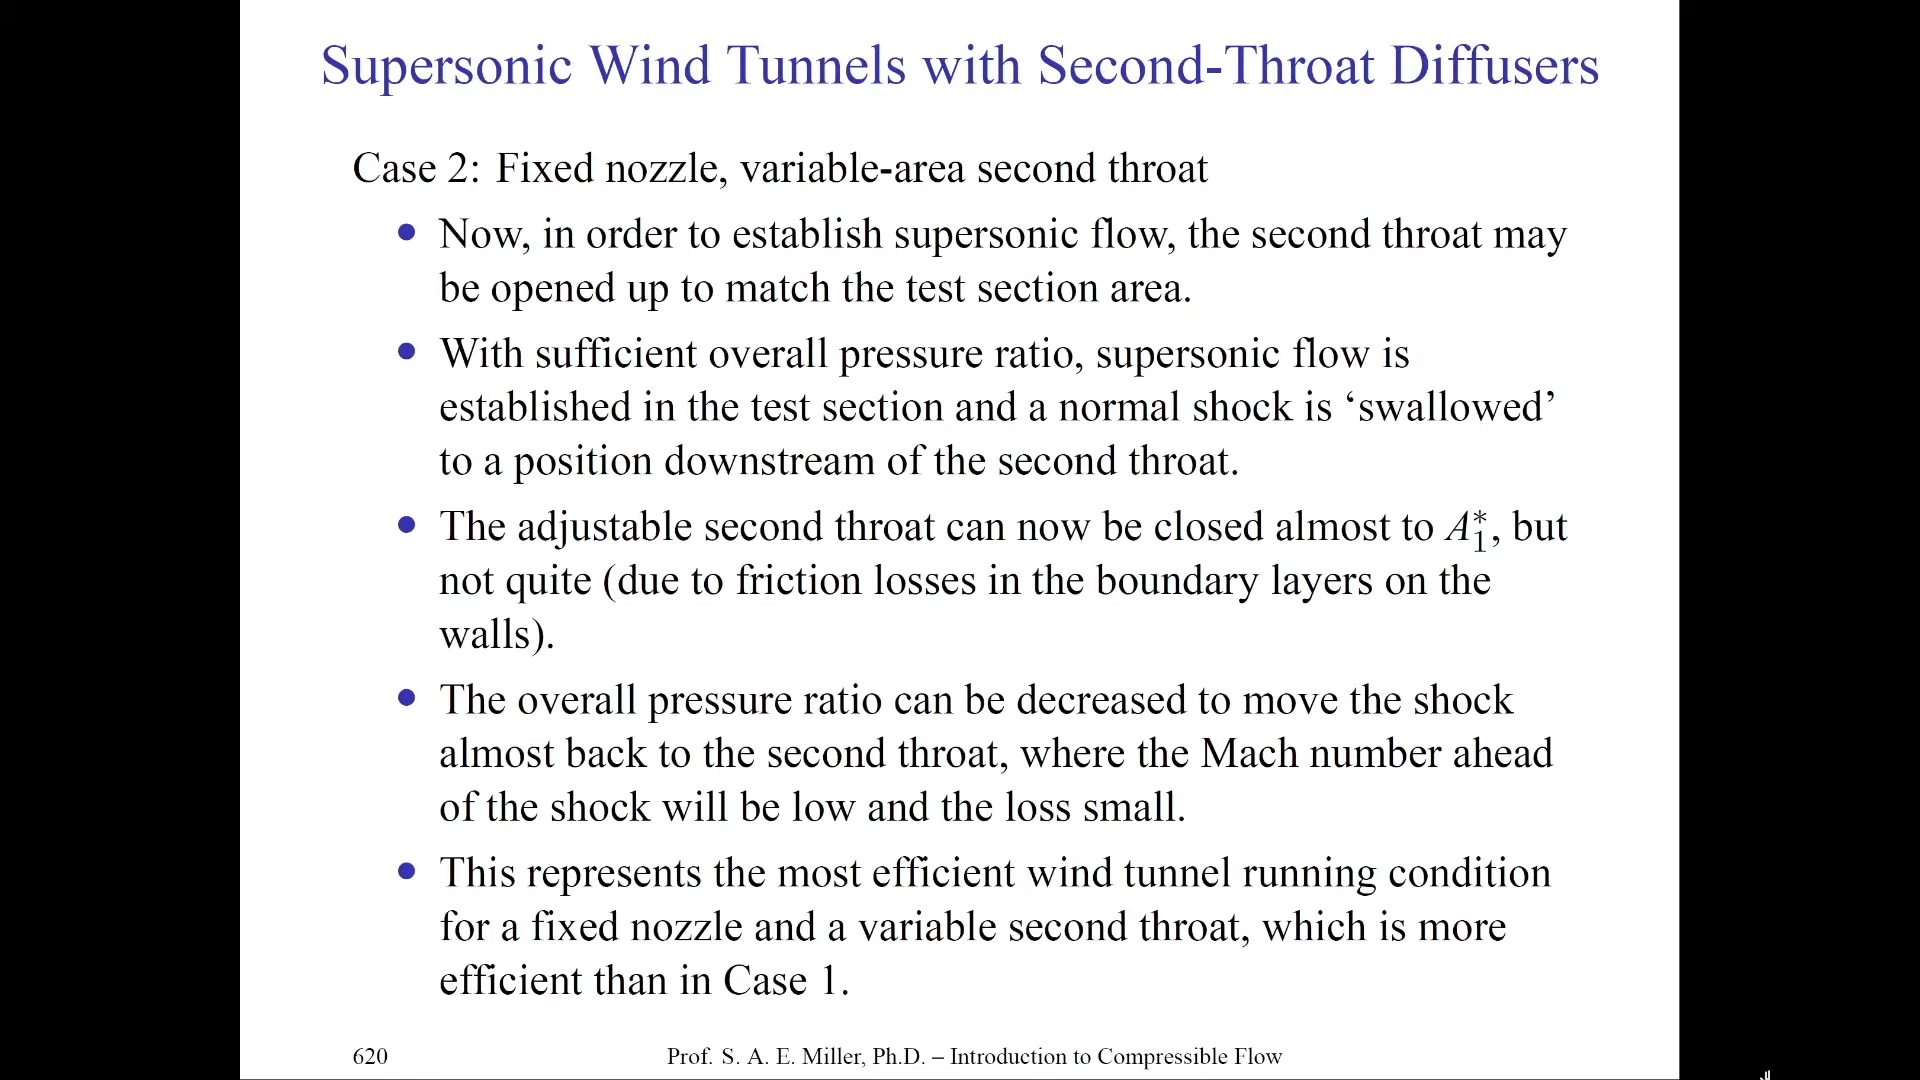 Supersonic Wind Tunnels with Second-Throat Diffusers
Case 2: Fixed nozzle, variable-area second throat
• Now, in order to establish supersonic flow, the second throat may
be opened up to match the test section area.
• With sufficient overall pressure ratio, supersonic flow is
established in the test section and a normal shock is ‘swallowed’
to a position downstream of the second throat.
• The adjustable second throat can now be closed almost to $A_1^*$, but
not quite (due to friction losses in the boundary layers on the
walls).
• The overall pressure ratio can be decreased to move the shock
almost back to the second throat, where the Mach number ahead
of the shock will be low and the loss small.
• This represents the most efficient wind tunnel running condition
for a fixed nozzle and a variable second throat, which is more
efficient than in Case 1.
620 Prof. S. A. E. Miller, Ph.D. – Introduction to Compressible Flow